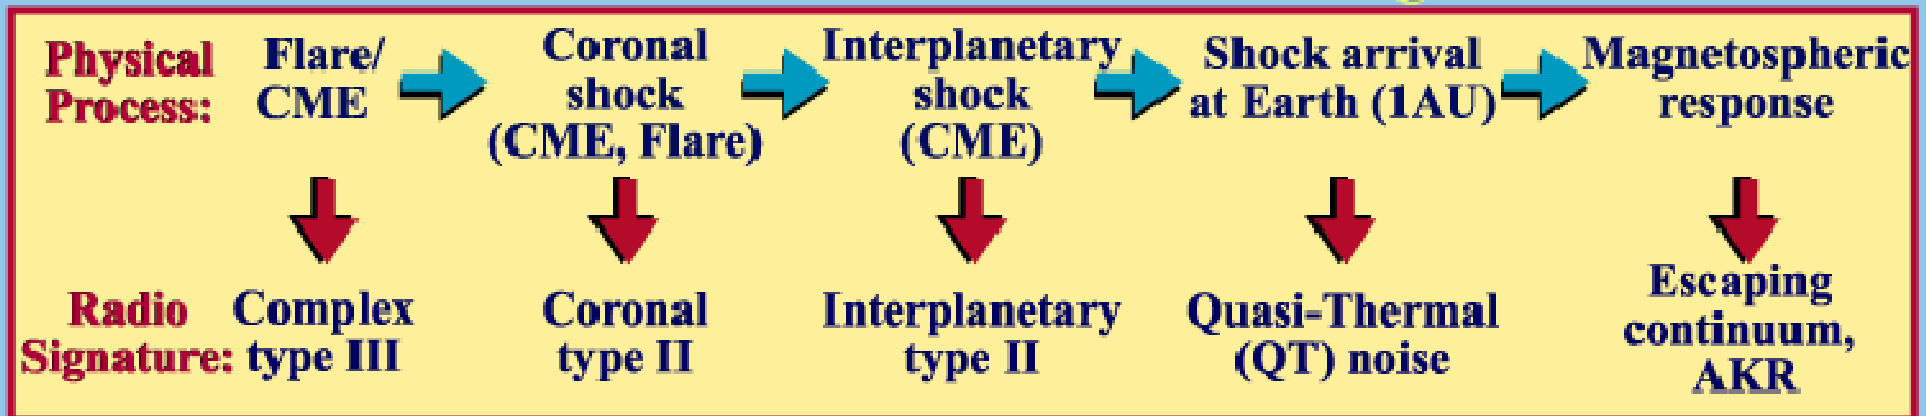 Physical Process:
Flare/
CME
Coronal
shock
(CME, Flare)
Interplanetary
shock
(CME)
Shock arrival
at Earth (1AU)
Magnetospheric
response
Radio
Signature:
Complex
type III
Coronal
type II
Interplanetary
type II
Quasi-Thermal
(QT) noise
Escaping
continuum,
AKR